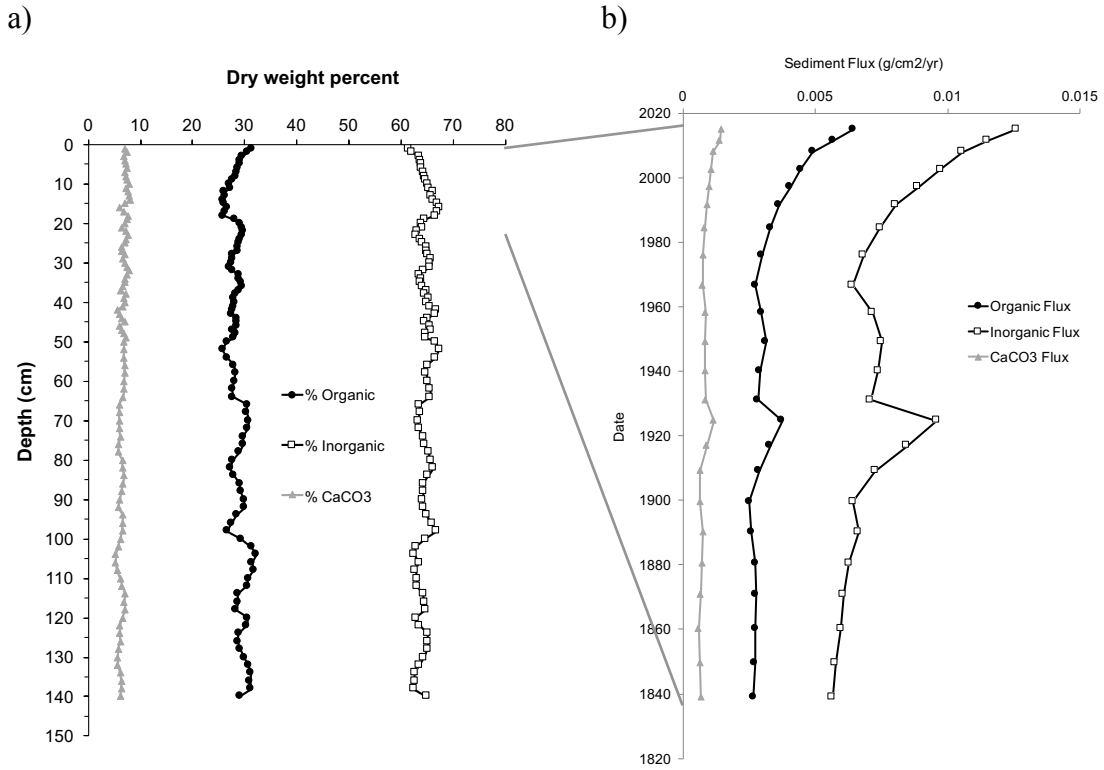 a)
Dry weight percent
0 10 20 30 40 50 60 70 80
0
10
20
30
40
50
60
70
80
90
100
110
120
130
140
150
Depth (cm)
% Organic
% Inorganic
% CaCO3
b)
Sediment Flux (g/cm2/yr)
0 0.005 0.01 0.015
2020
2000
1980
1960
1940
1920
1900
1880
1860
1840
1820
Date
Organic Flux
Inorganic Flux
CaCO3 Flux